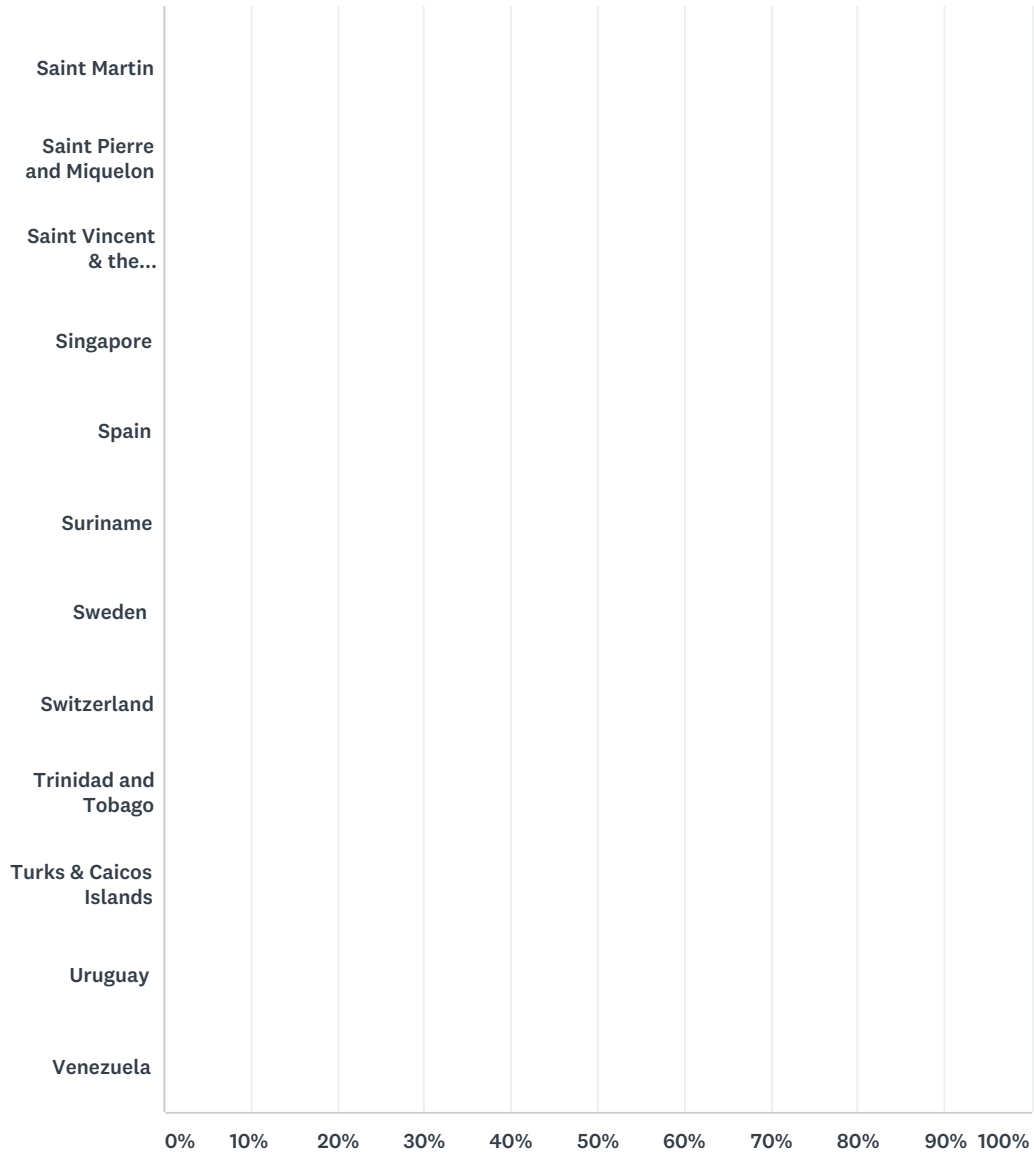 Saint Martin
Saint Pierre
and Miquelon
Saint Vincent
& the...
Singapore
Spain
Suriname
Sweden
Switzerland
Trinidad and
Tobago
Turks & Caicos
Islands
Uruguay
Venezuela
0% 10% 20% 30% 40% 50% 60% 70% 80% 90% 100%